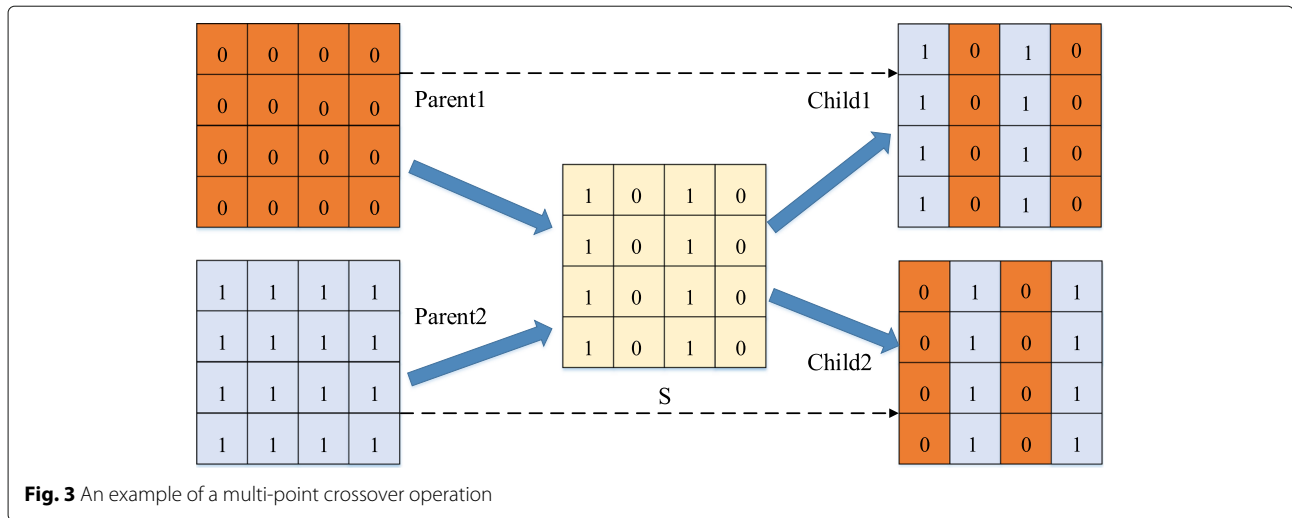 0 0 0 0
0 0 0 0
0 0 0 0
0 0 0 0
Parent1
1 1 1 1
1 1 1 1
1 1 1 1
1 1 1 1
Parent2
1 0 1 0
1 0 1 0
1 0 1 0
1 0 1 0
S
Child1
1 0 1 0
1 0 1 0
1 0 1 0
1 0 1 0
Child2
0 1 0 1
0 1 0 1
0 1 0 1
0 1 0 1
Fig. 3 An example of a multi-point crossover operation